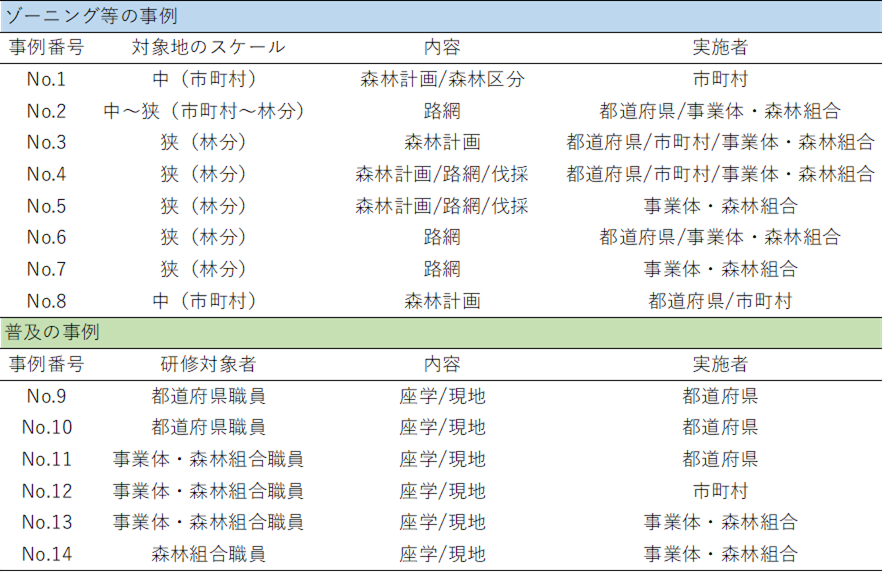 ゾーニング等の事例
事例番号 対象地のスケール 内容 実施者
No.1 中（市町村） 森林計画/森林区分 市町村
No.2 中～狭（市町村～林分） 路網 都道府県/事業体・森林組合
No.3 狭（林分） 森林計画 都道府県/市町村/事業体・森林組合
No.4 狭（林分） 森林計画/路網/伐採 都道府県/市町村/事業体・森林組合
No.5 狭（林分） 森林計画/路網/伐採 事業体・森林組合
No.6 狭（林分） 路網 都道府県/事業体・森林組合
No.7 狭（林分） 路網 事業体・森林組合
No.8 中（市町村） 森林計画 都道府県/市町村
普及の事例
事例番号 研修対象者 内容 実施者
No.9 都道府県職員 座学/現地 都道府県
No.10 都道府県職員 座学/現地 都道府県
No.11 事業体・森林組合職員 座学/現地 都道府県
No.12 事業体・森林組合職員 座学/現地 市町村
No.13 事業体・森林組合職員 座学/現地 事業体・森林組合
No.14 森林組合職員 座学/現地 事業体・森林組合